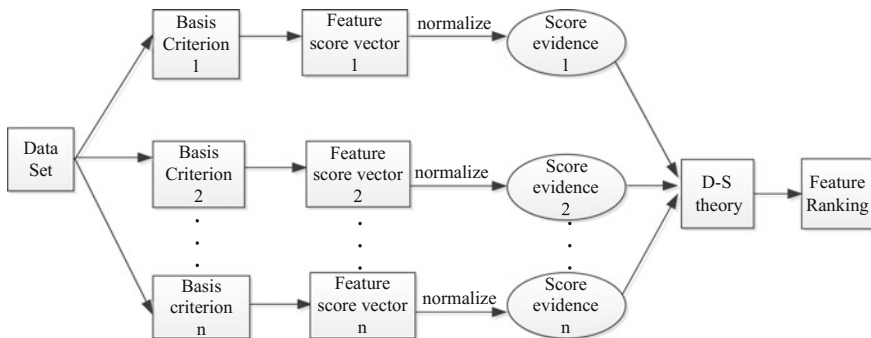 Data
Set
Basis
Criterion
1
Feature
score vector
1
normalize
Score
evidence
1
Basis
Criterion
2
Feature
score vector
2
normalize
Score
evidence
2
Basis
criterion
n
Feature
score vector
n
normalize
Score
evidence
n
D-S
theory
Feature
Ranking